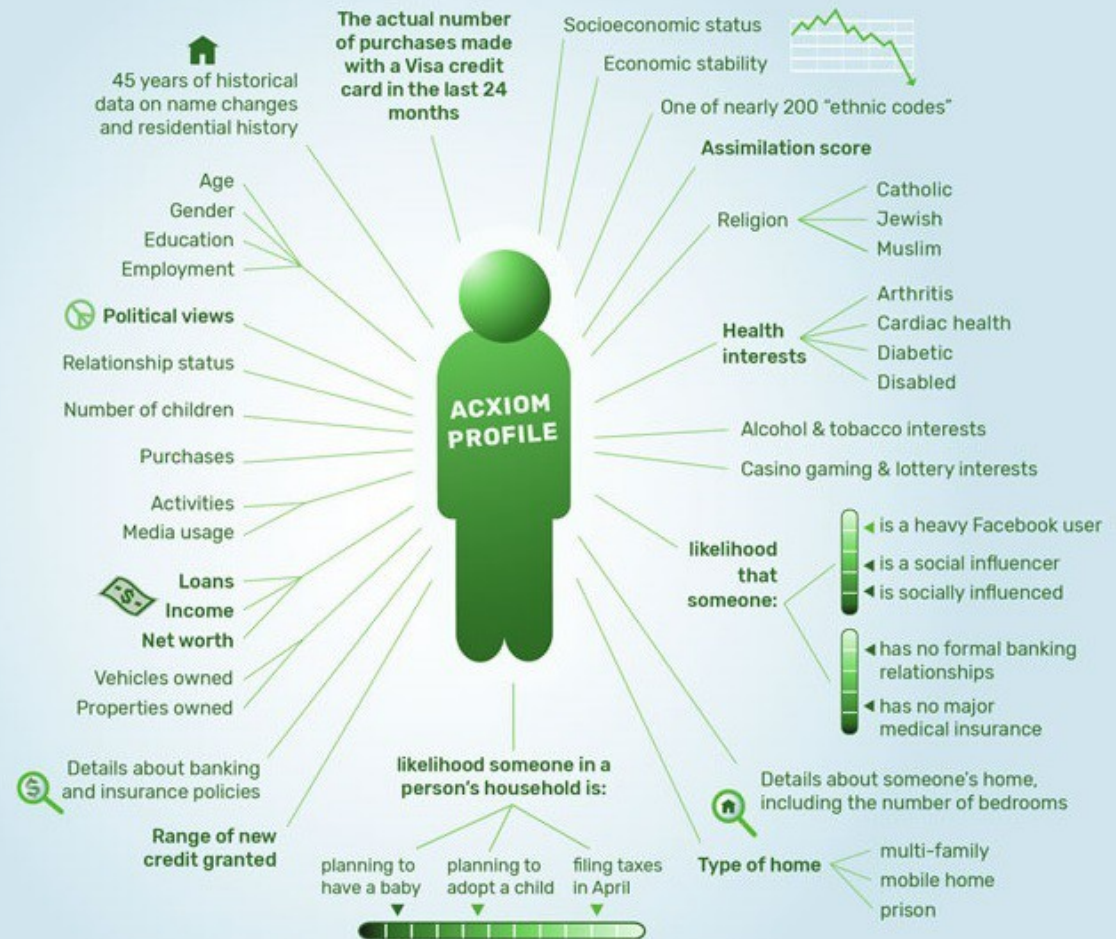 The actual number
of purchases made
with a Visa credit
card in the last 24
months
45 years of historical
data on name changes
and residential history
Age
Gender
Education
Employment
Political views
Relationship status
Number of children
Purchases
Activities
Media usage
Loans
Income
Net worth
Vehicles owned
Properties owned
Details about banking
and insurance policies
Range of new
credit granted
ACXIOM
PROFILE
Socioeconomic status
Economic stability
One of nearly 200 “ethnic codes”
Assimilation score
Religion
Catholic
Jewish
Muslim
Health
interests
Arthritis
Cardiac health
Diabetic
Disabled
Alcohol & tobacco interests
Casino gaming & lottery interests
likelihood
that
someone:
is a heavy Facebook user
is a social influencer
is socially influenced
has no formal banking
relationships
has no major
medical insurance
Details about someone's home,
including the number of bedrooms
Type of home
multi-family
mobile home
prison
likelihood someone in a
person's household is:
planning to
have a baby
planning to
adopt a child
filing taxes
in April
$
$